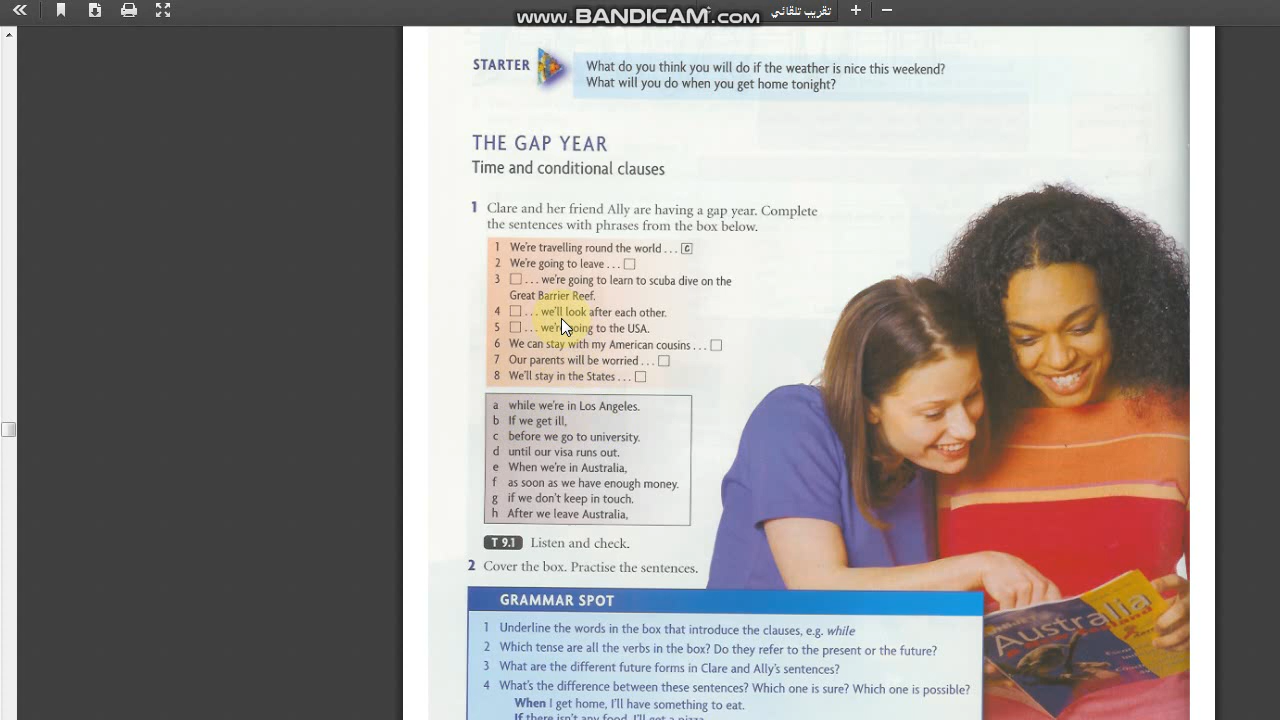 www.BANDICAM.com
تقريب تلقائي
STARTER
What do you think you will do if the weather is nice this weekend?
What will you do when you get home tonight?
THE GAP YEAR
Time and conditional clauses
1 Clare and her friend Ally are having a gap year. Complete
the sentences with phrases from the box below.
1 We're travelling round the world . . . c
2 We're going to leave . . .
3 . . . we're going to learn to scuba dive on the
Great Barrier Reef.
4 . . . we'll look after each other.
5 . . . we're going to the USA.
6 We can stay with my American cousins . . .
7 Our parents will be worried . . .
8 We'll stay in the States . . .
a while we're in Los Angeles.
b If we get ill,
c before we go to university.
d until our visa runs out.
e When we're in Australia,
f as soon as we have enough money.
g if we don't keep in touch.
h After we leave Australia,
T 9.1 Listen and check.
2 Cover the box. Practise the sentences.
GRAMMAR SPOT
1 Underline the words in the box that introduce the clauses, e.g. while
2 Which tense are all the verbs in the box? Do they refer to the present or the future?
3 What are the different future forms in Clare and Ally's sentences?
4 What's the difference between these sentences? Which one is sure? Which one is possible?
When I get home, I'll have something to eat.
If there isn't any food, I'll get a pizza.
Australia